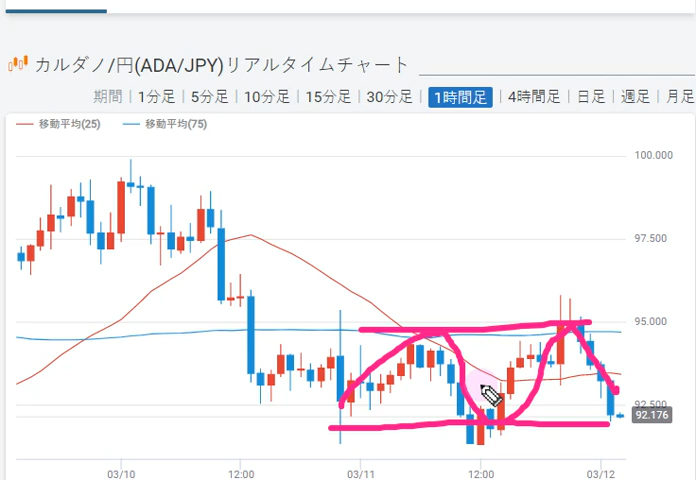 カルダノ/円(ADA/JPY)リアルタイムチャート
期間 | 1分足 | 5分足 | 10分足 | 15分足 | 30分足 | 1時間足 | 4時間足 | 日足 | 週足 | 月足
移動平均(25) 移動平均(75)
100.000
97.500
95.000
92.500
92.176
03/10 12:00 03/11 12:00 03/12